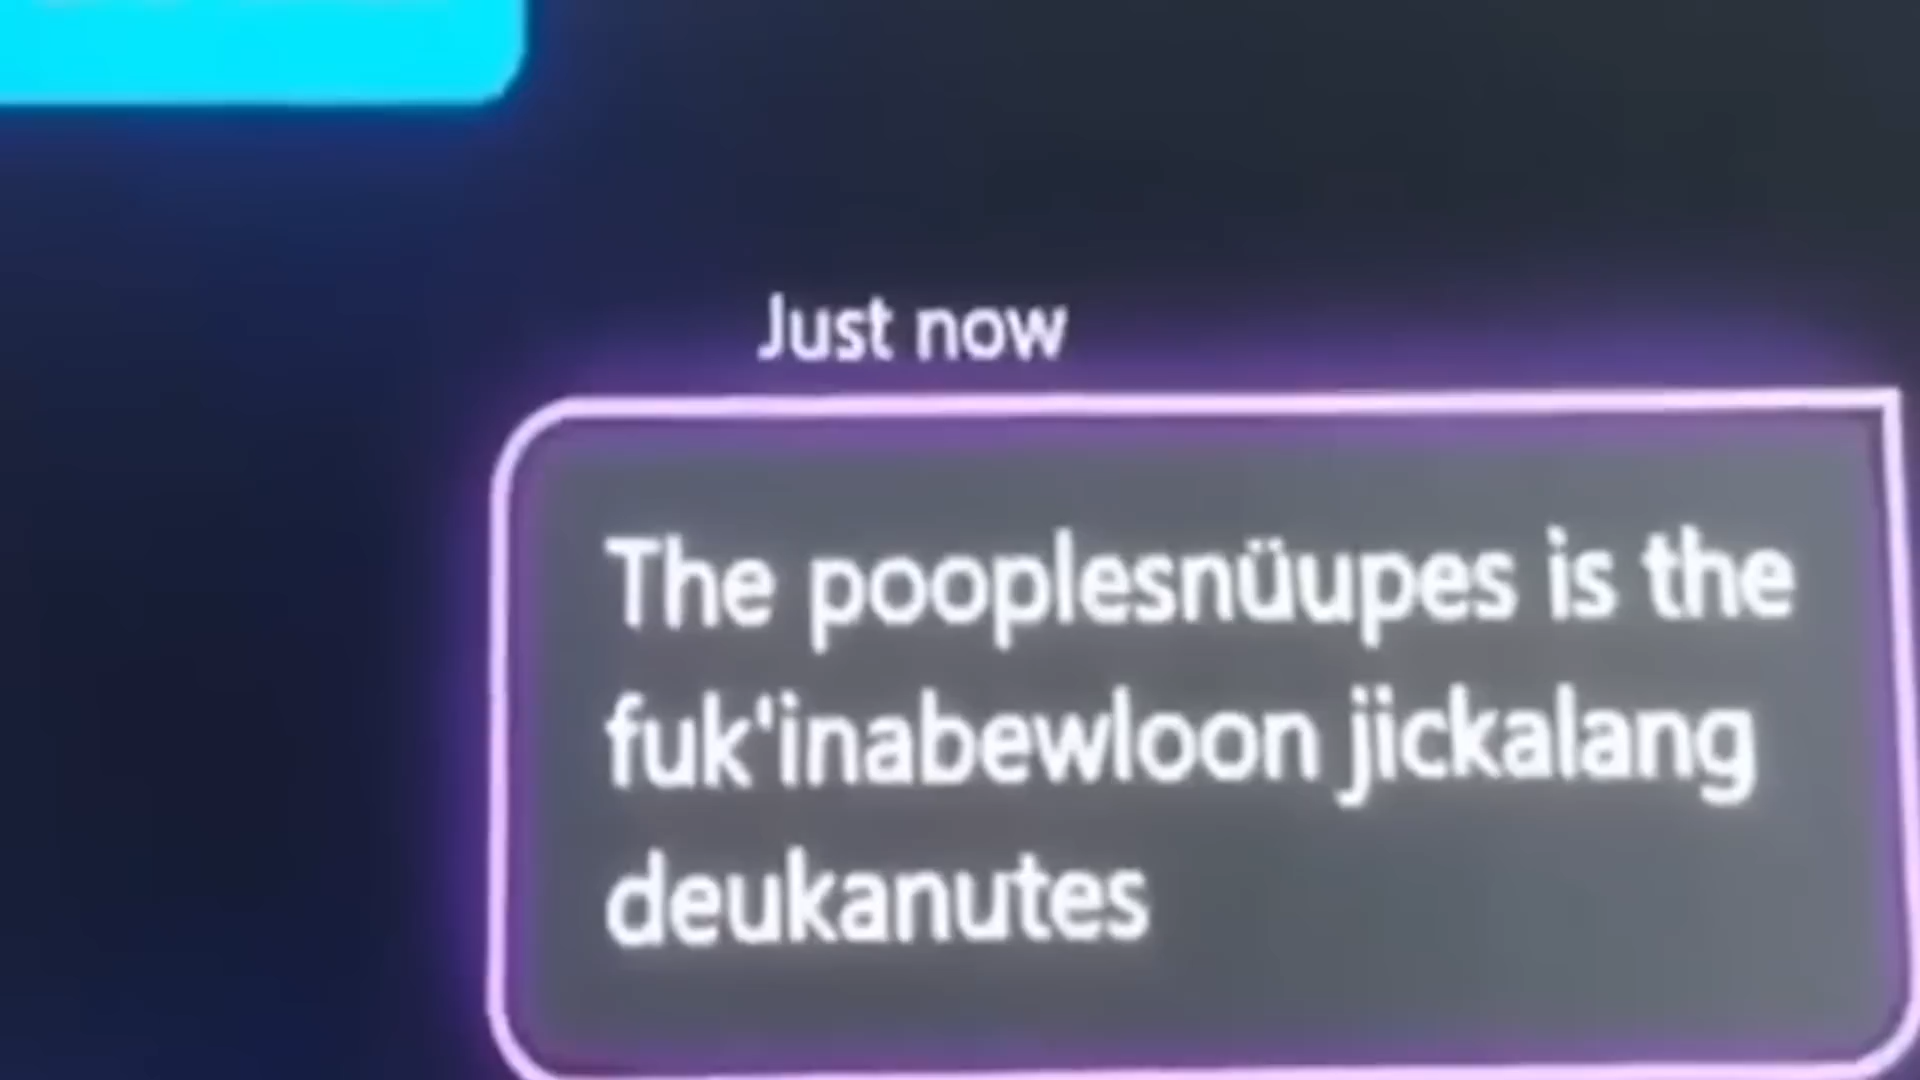 Just now
The pooplesnüupes is the
fuk'inabewloon jickalang
deukanutes